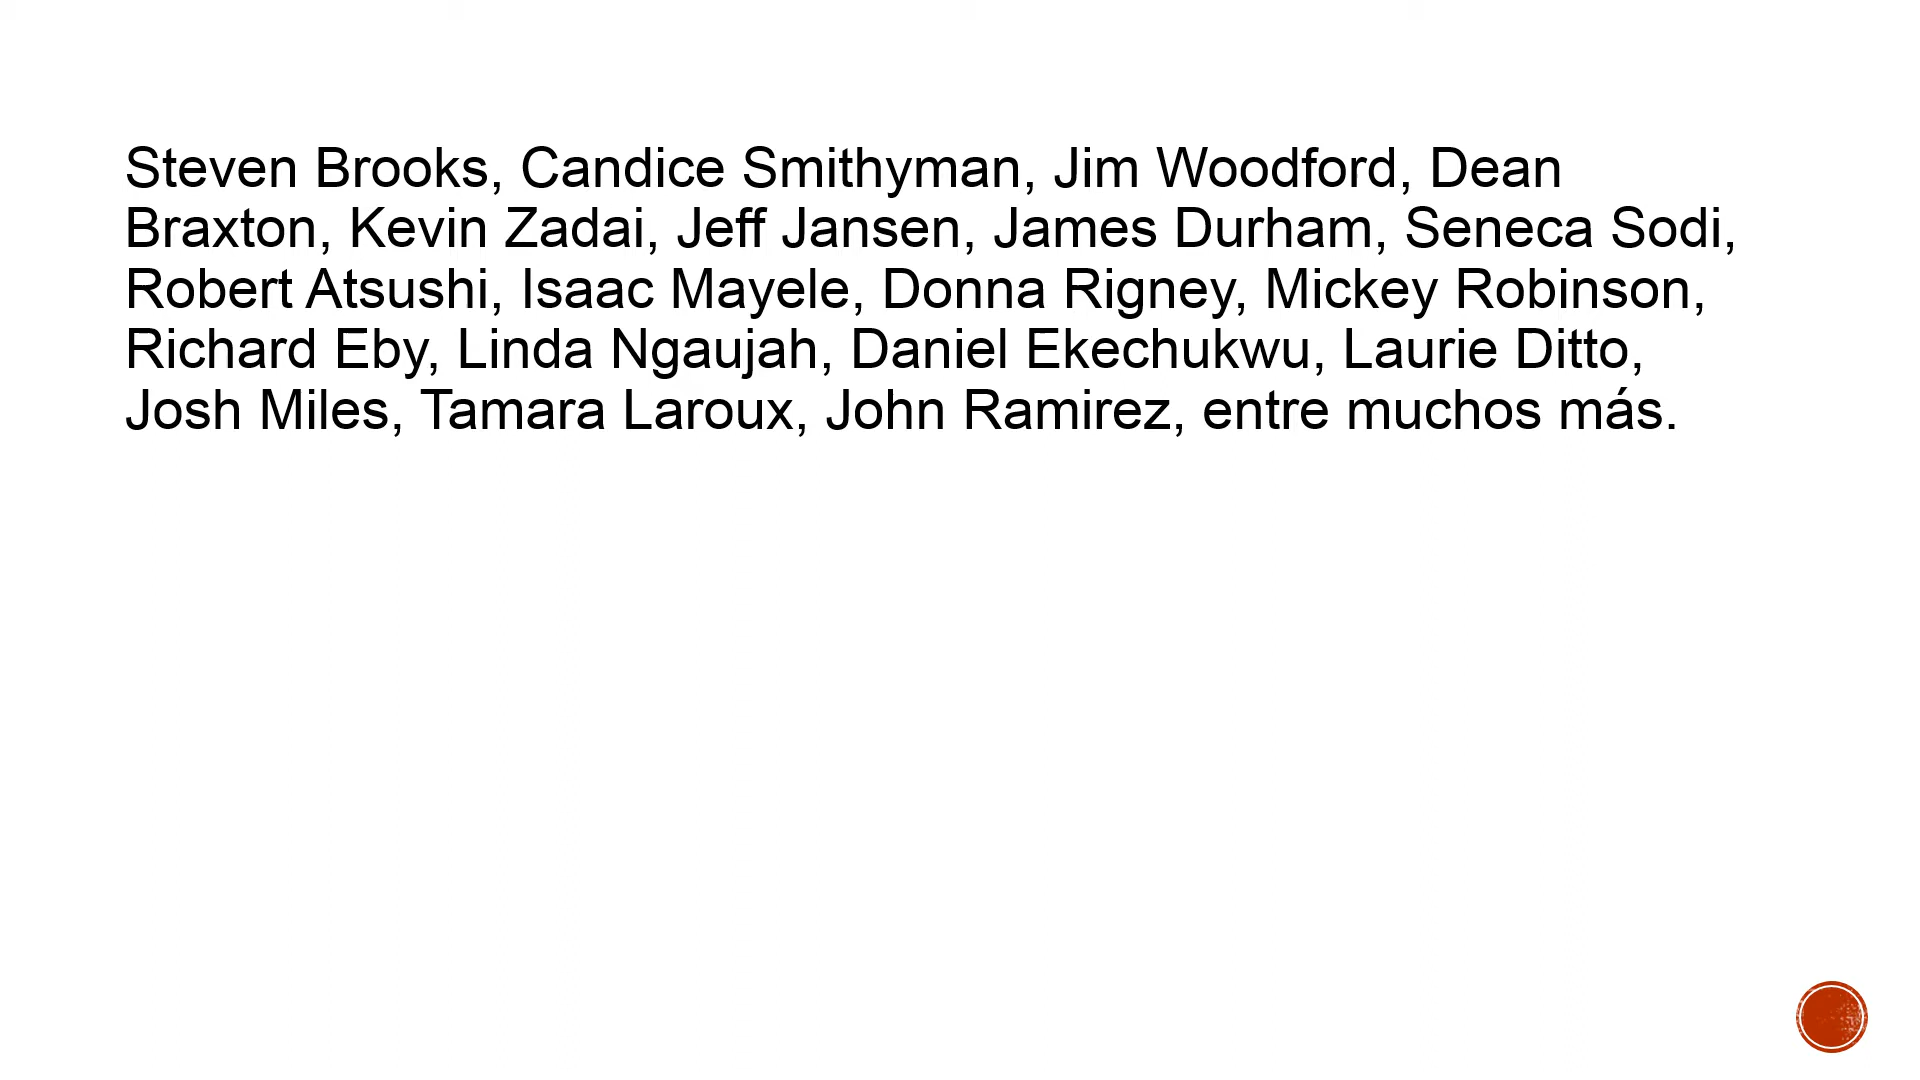 Steven Brooks, Candice Smithyman, Jim Woodford, Dean
Braxton, Kevin Zadai, Jeff Jansen, James Durham, Seneca Sodi,
Robert Atsushi, Isaac Mayele, Donna Rigney, Mickey Robinson,
Richard Eby, Linda Ngaujah, Daniel Ekechukwu, Laurie Ditto,
Josh Miles, Tamara Laroux, John Ramirez, entre muchos más.